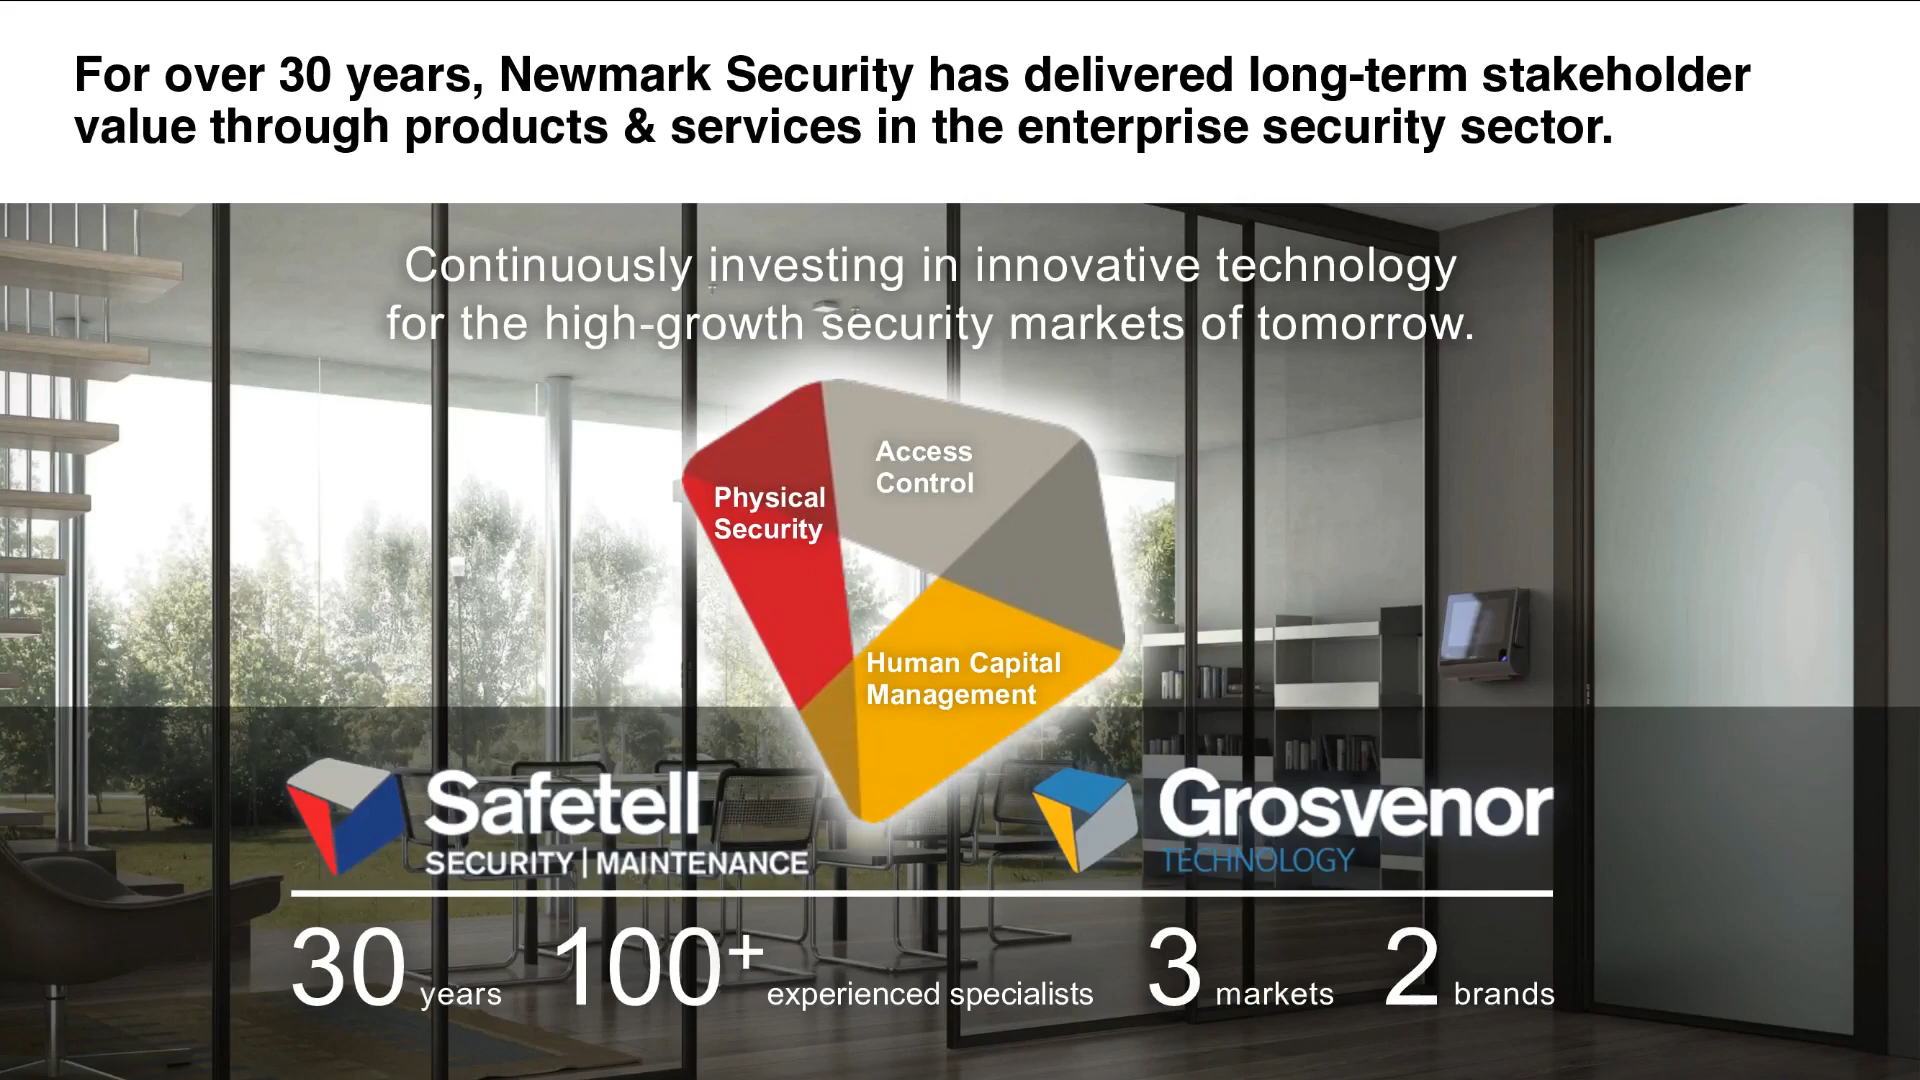 For over 30 years, Newmark Security has delivered long-term stakeholder
value through products & services in the enterprise security sector.
Continuously investing in innovative technology
for the high-growth security markets of tomorrow.
Access
Control
Physical
Security
Human Capital
Management
Safetell
SECURITY | MAINTENANCE
Grosvenor
TECHNOLOGY
30 years 100+ experienced specialists 3 markets 2 brands